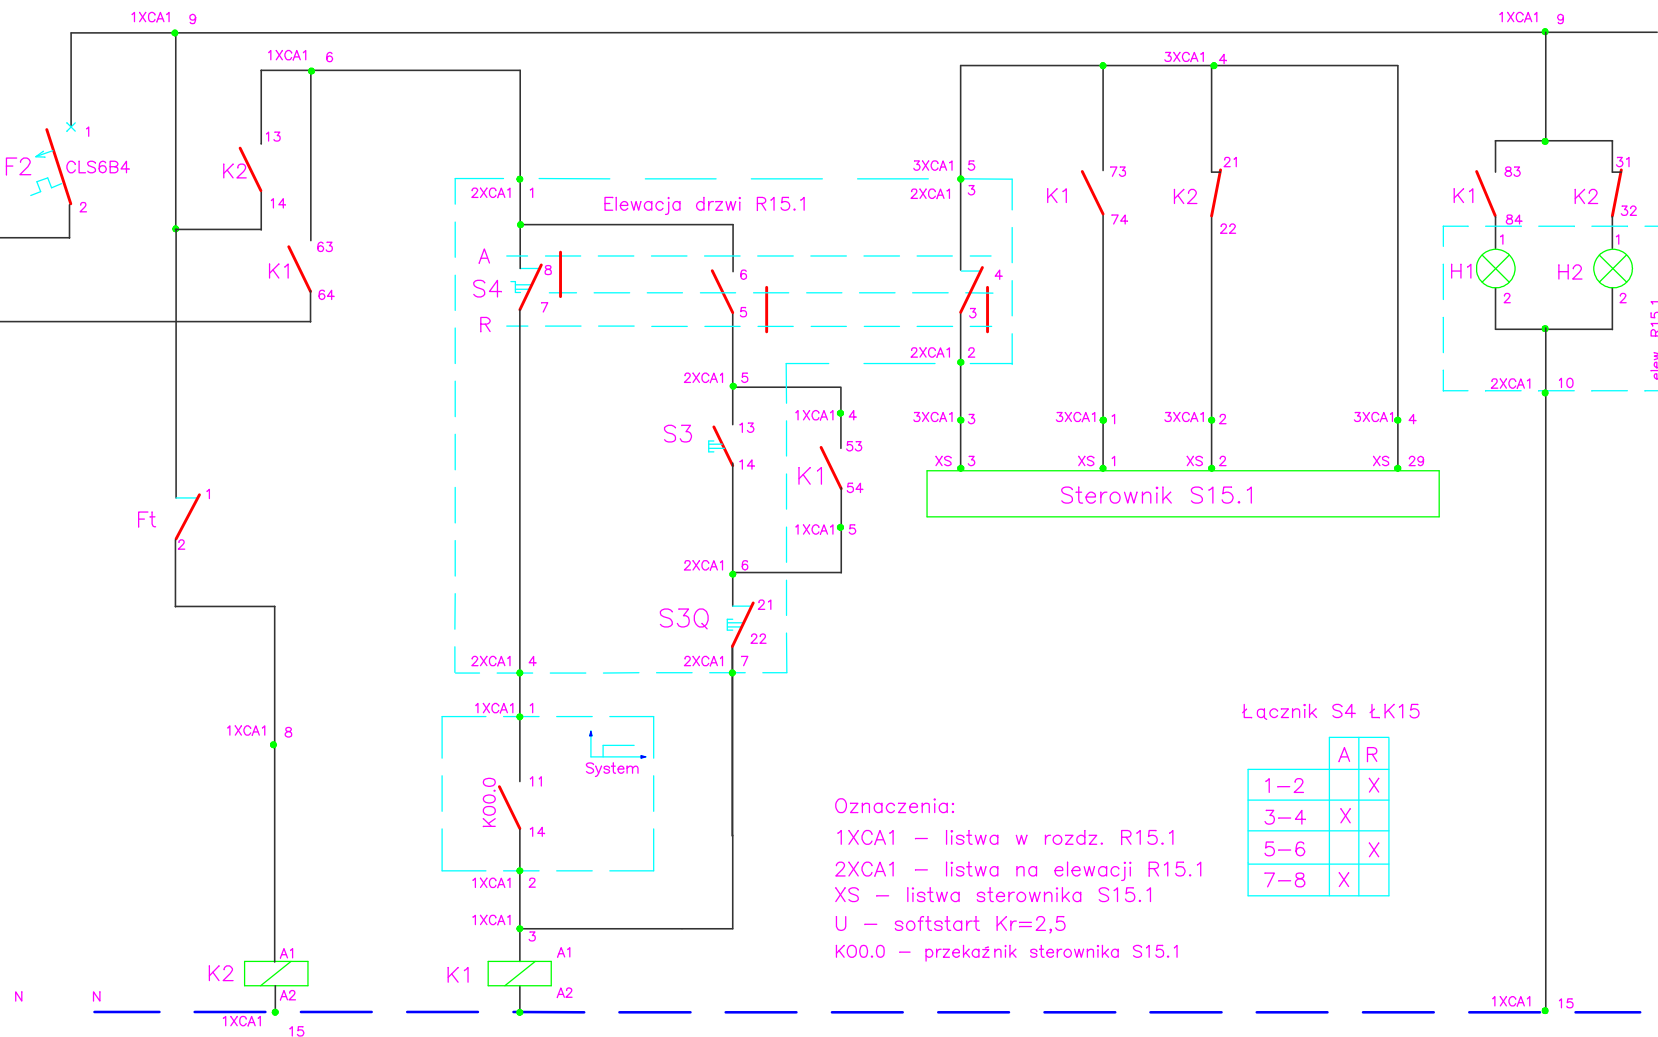 1XCA1 9
1XCA1 9
1XCA1 6
3XCA1 4
1
F2
CLS6B4
2
13
K2
14
63
K1
64
2XCA1 1
Elewacja drzwi R15.1
3XCA1 5
2XCA1 3
K1
73
74
K2
21
22
K1
83
84
K2
31
32
A
S4
8
7
R
6
5
4
3
H1
1
2
H2
1
2
elew. R15.1
2XCA1 2
2XCA1 5
2XCA1 10
1XCA1 4
3XCA1 3
3XCA1 1
3XCA1 2
3XCA1 4
S3
13
14
K1
53
54
XS 3
XS 1
XS 2
XS 29
Sterownik S15.1
Ft
1
2
1XCA1 5
2XCA1 6
S3Q
21
22
2XCA1 4
2XCA1 7
1XCA1 1
1XCA1 8
System
K00.0
11
14
1XCA1 2
1XCA1 3
Łącznik S4 ŁK15
A R
1-2 X
3-4 X
5-6 X
7-8 X
Oznaczenia:
1XCA1 – listwa w rozdz. R15.1
2XCA1 – listwa na elewacji R15.1
XS – listwa sterownika S15.1
U – softstart Kr=2,5
K00.0 – przekaźnik sterownika S15.1
K2
A1
A2
K1
A1
A2
N N
1XCA1 15
1XCA1 15